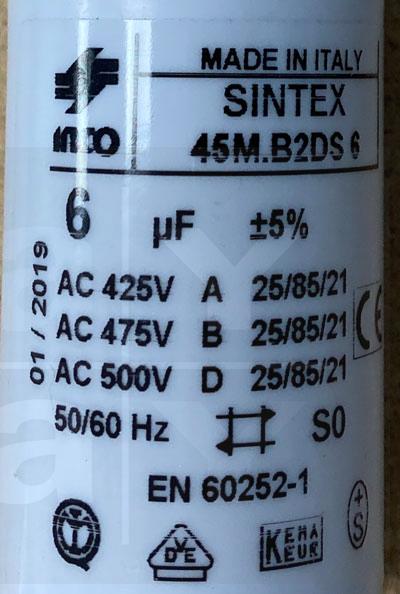 MADE IN ITALY
SINTEX
inco
45M.B2DS 6
6 µF ±5%
AC 425V A 25/85/21
AC 475V B 25/85/21
AC 500V D 25/85/21
01 / 2019
CE
50/60 Hz S0
EN 60252-1
VDE
KEMA
KEUR
+S